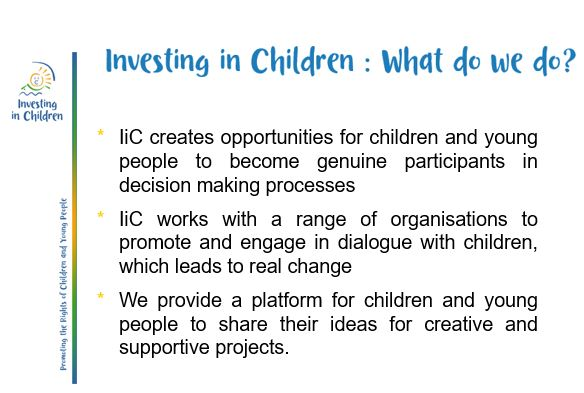 Investing in Children : What do we do?
Investing
in Children
Promoting the Rights of Children and Young People
* IiC creates opportunities for children and young
people to become genuine participants in
decision making processes
* IiC works with a range of organisations to
promote and engage in dialogue with children,
which leads to real change
* We provide a platform for children and young
people to share their ideas for creative and
supportive projects.